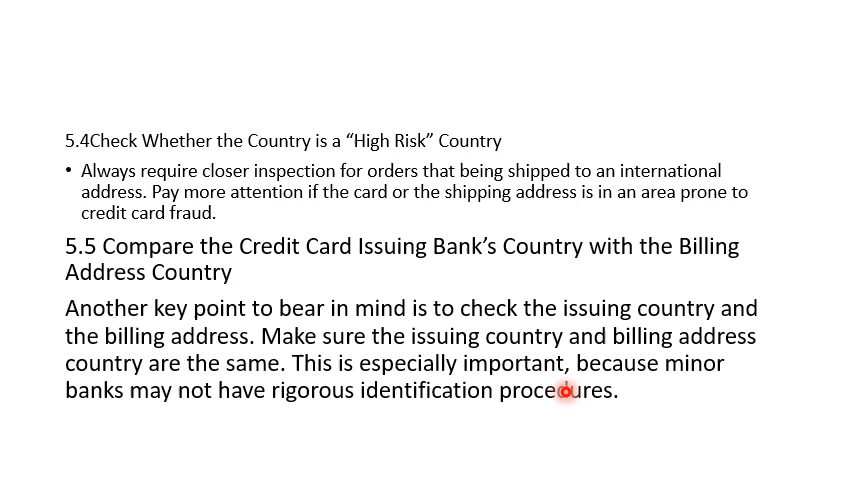 5.4Check Whether the Country is a “High Risk” Country
• Always require closer inspection for orders that being shipped to an international
address. Pay more attention if the card or the shipping address is in an area prone to
credit card fraud.
5.5 Compare the Credit Card Issuing Bank’s Country with the Billing
Address Country
Another key point to bear in mind is to check the issuing country and
the billing address. Make sure the issuing country and billing address
country are the same. This is especially important, because minor
banks may not have rigorous identification procedures.